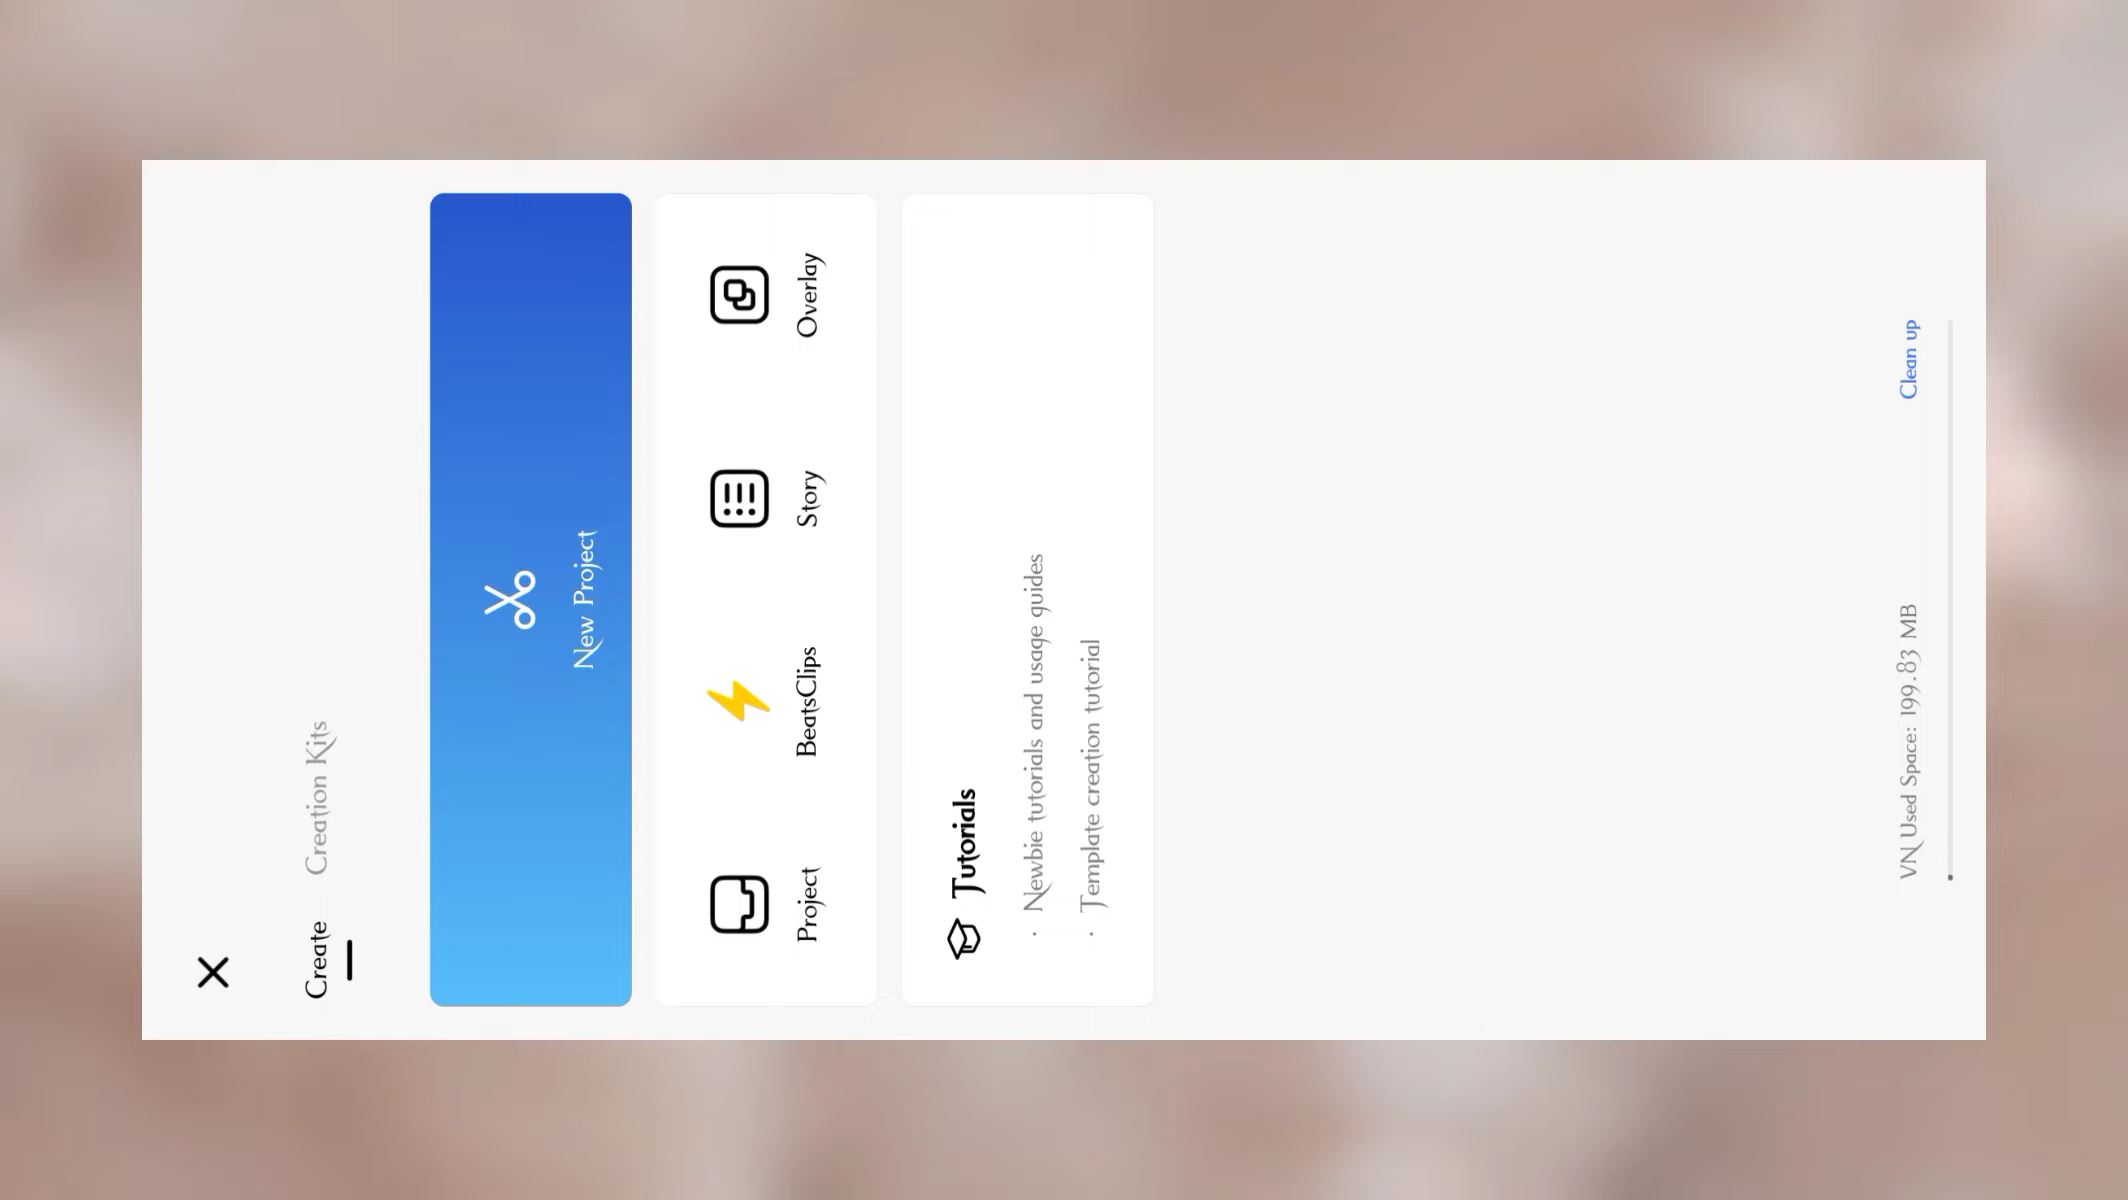 Create Creation Kits
New Project
Project BeatsClips Story Overlay
Tutorials
· Newbie tutorials and usage guides
· Template creation tutorial
VN Used Space: 199.83 MB Clean up